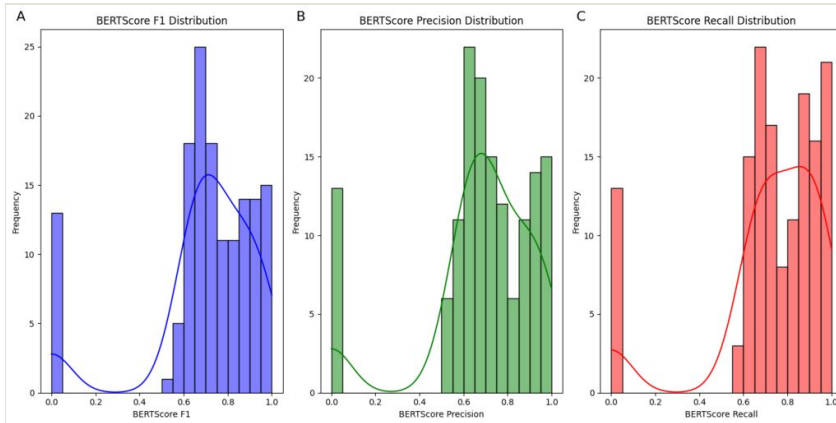 A
BERTScore F1 Distribution
25
20
15
10
5
0
Frequency
0.0 0.2 0.4 0.6 0.8 1.0
BERTScore F1
B
BERTScore Precision Distribution
20
15
10
5
0
Frequency
0.0 0.2 0.4 0.6 0.8 1.0
BERTScore Precision
C
BERTScore Recall Distribution
20
15
10
5
0
Frequency
0.0 0.2 0.4 0.6 0.8 1.0
BERTScore Recall